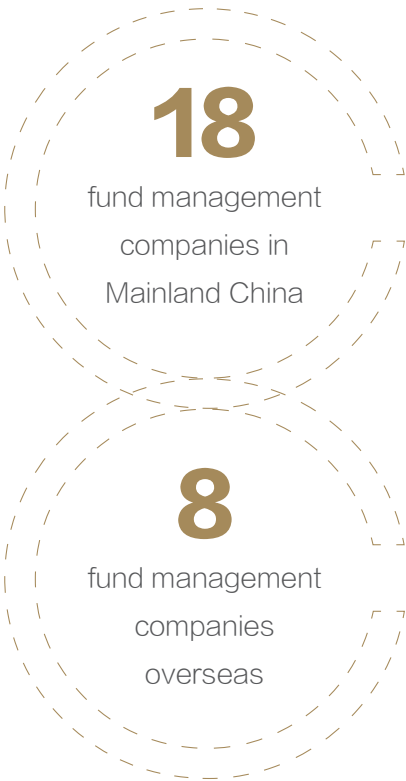 18
fund management
companies in
Mainland China
8
fund management
companies
overseas